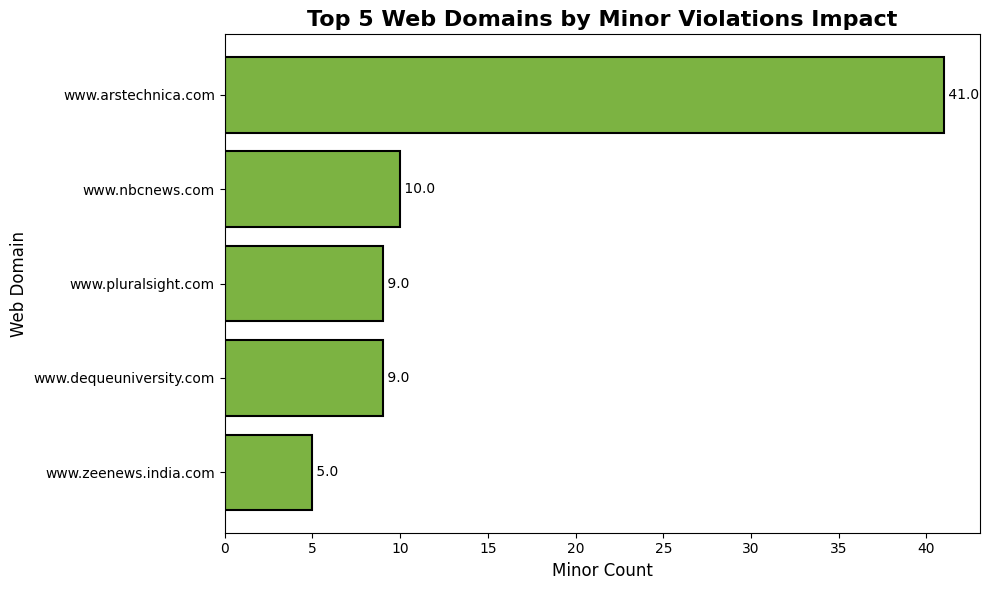 Top 5 Web Domains by Minor Violations Impact
www.arstechnica.com
41.0
www.nbcnews.com
10.0
www.pluralsight.com
9.0
www.dequeuniversity.com
9.0
www.zeenews.india.com
5.0
Web Domain
0 5 10 15 20 25 30 35 40
Minor Count